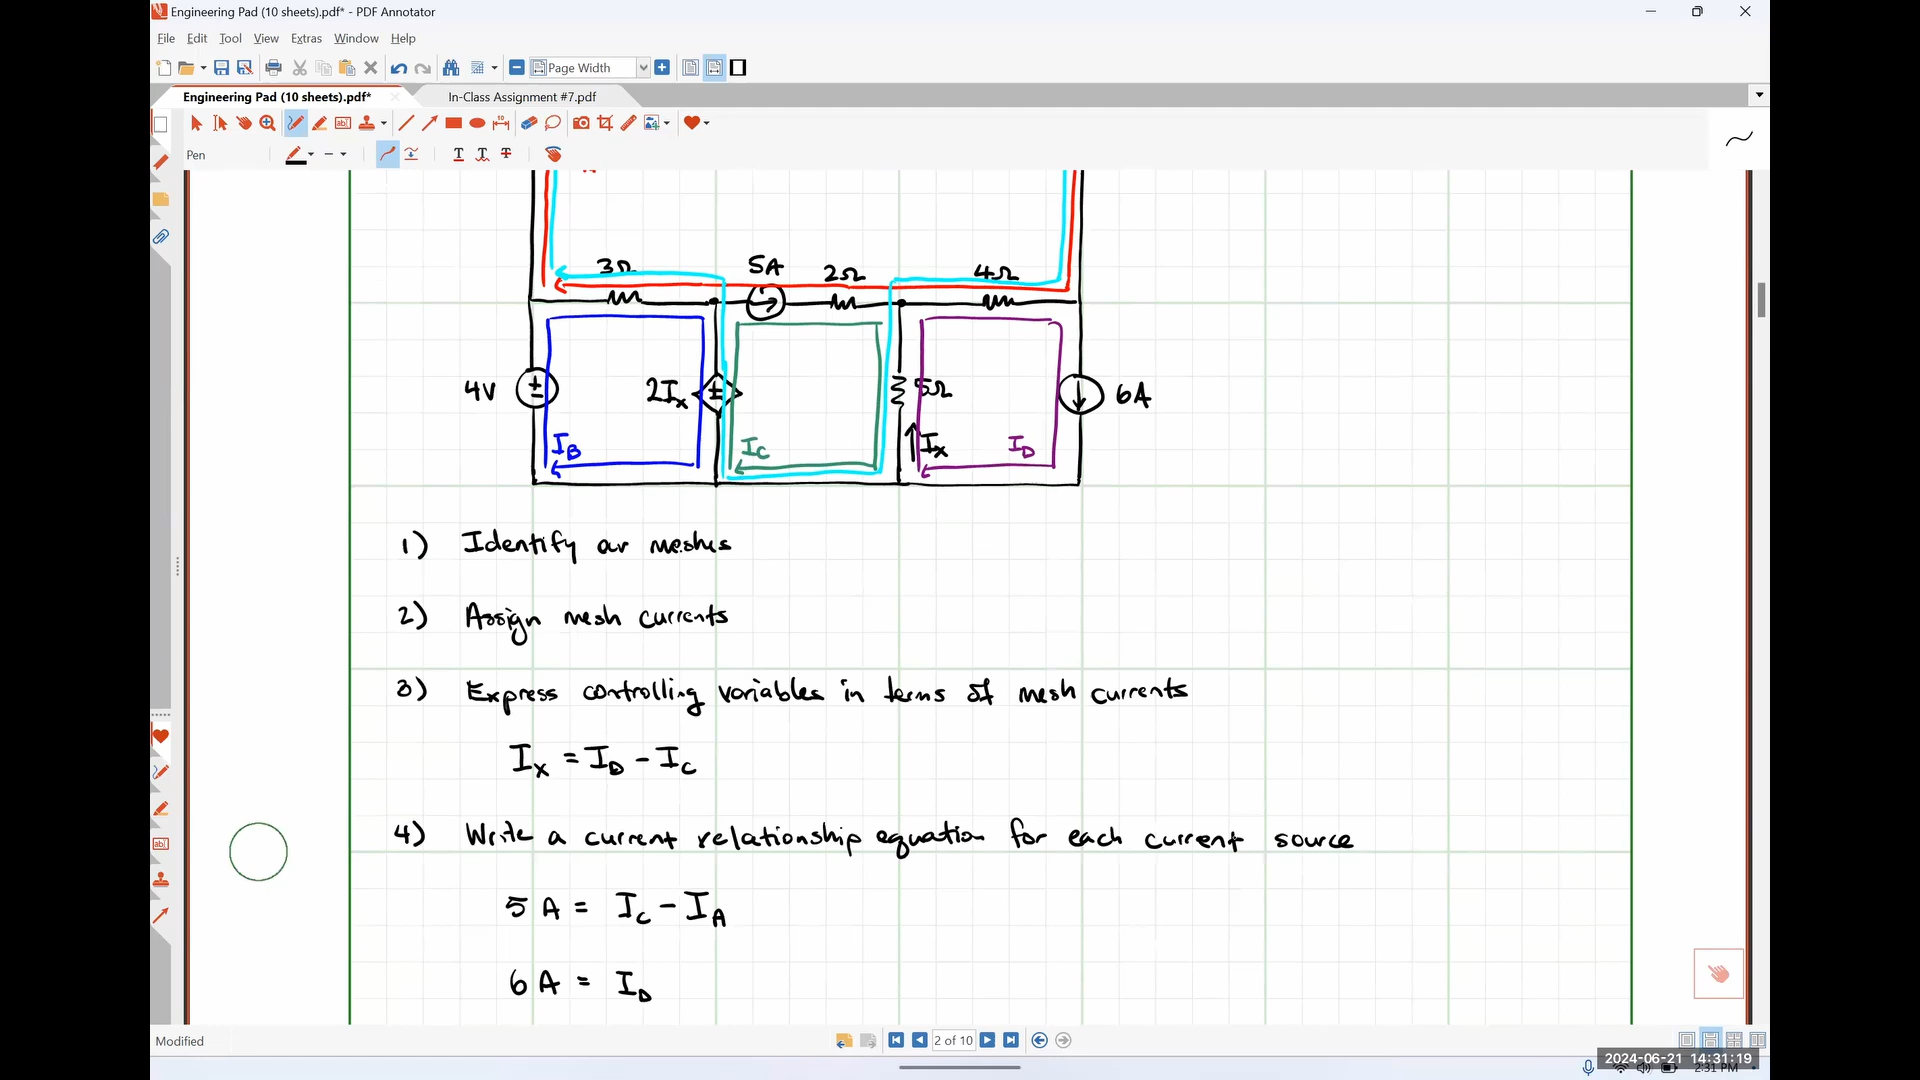 Engineering Pad (10 sheets).pdf* - PDF Annotator
File Edit Tool View Extras Window Help
Page Width
Engineering Pad (10 sheets).pdf* In-Class Assignment #7.pdf
Pen
3Ω 5A 2Ω 4Ω
4V 2Ix 5Ω 6A
IB IC Ix ID
1) Identify our meshes
2) Assign mesh currents
3) Express controlling variables in terms of mesh currents
Ix = ID - IC
4) Write a current relationship equation for each current source
5 A = IC - IA
6 A = ID
Modified 2 of 10
2024-06-21 14:31:19
2:31 PM